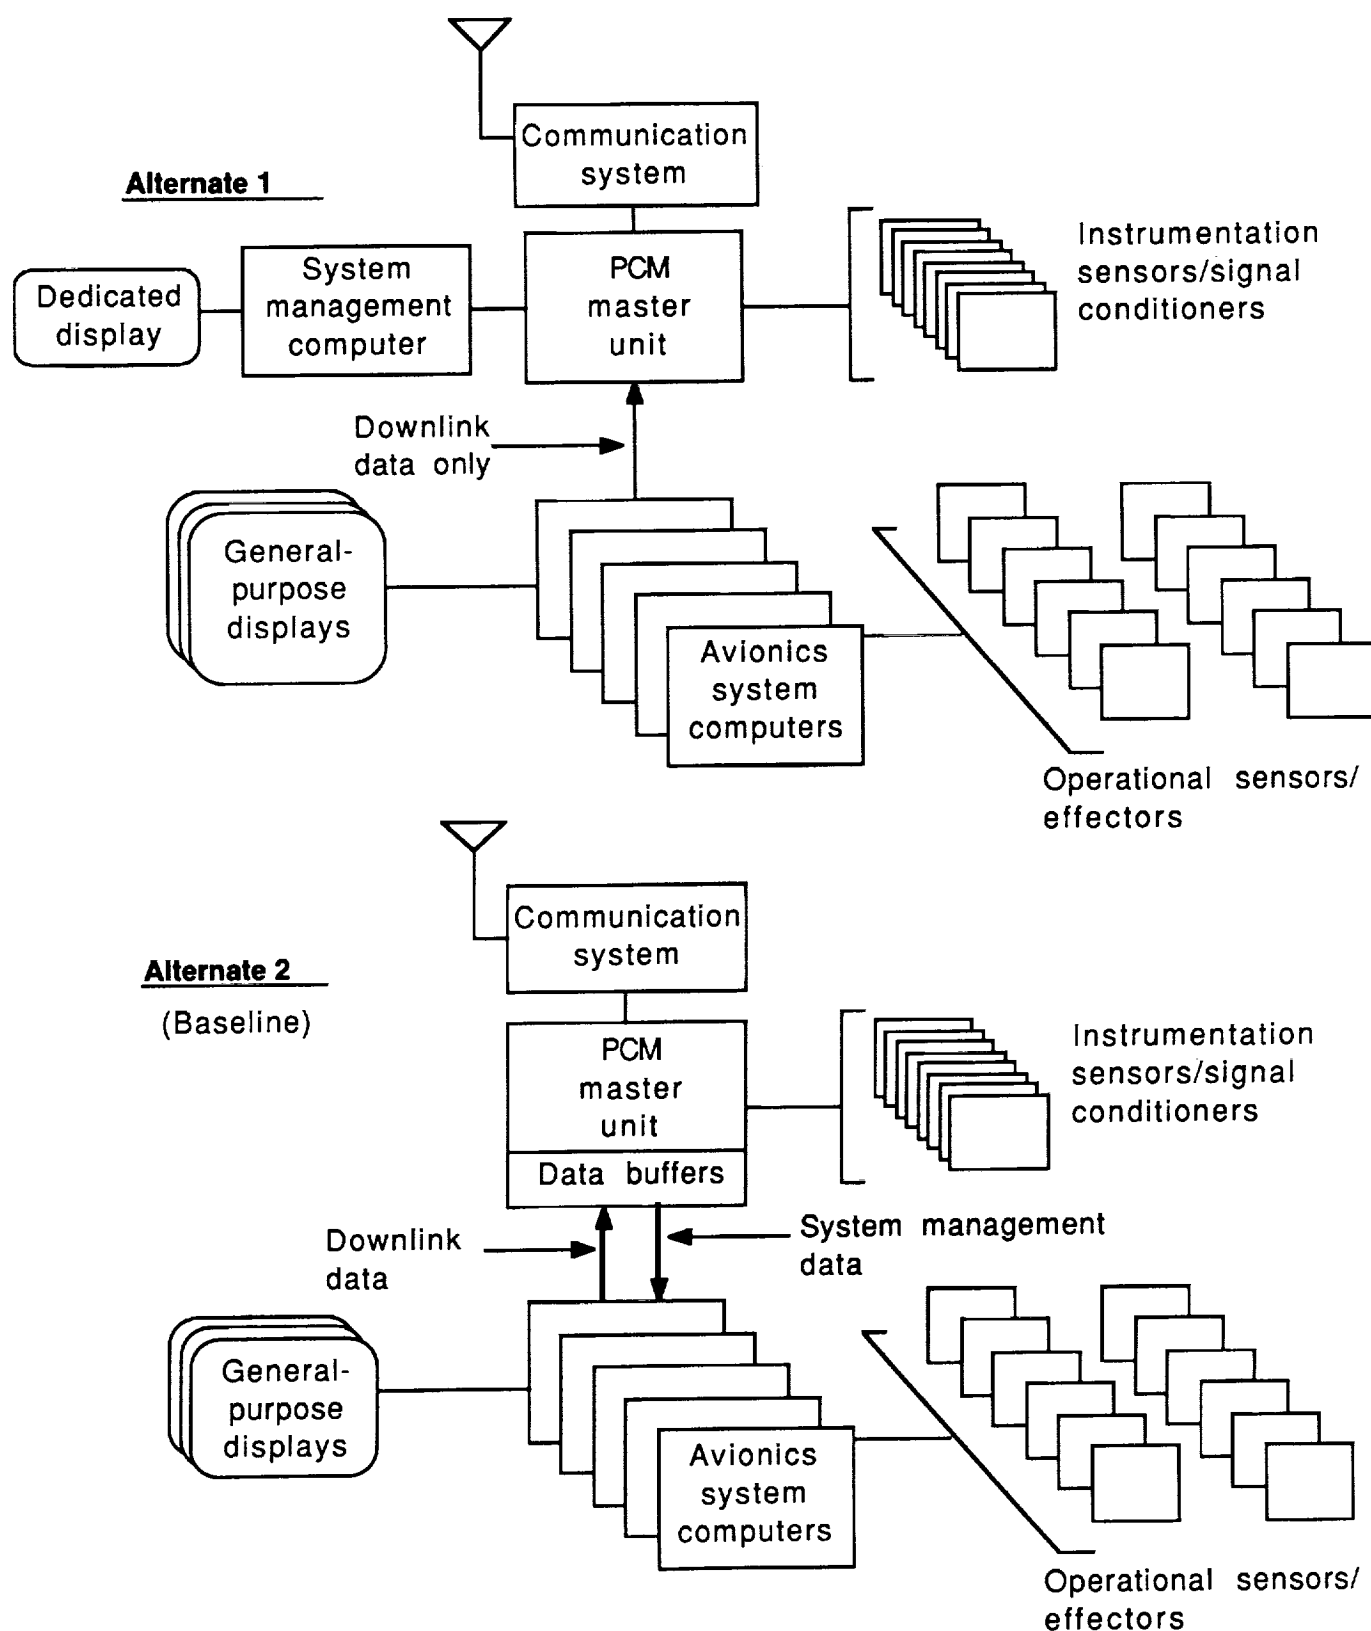 Communication
system
Alternate 1
Dedicated
display
System
management
computer
PCM
master
unit
Instrumentation
sensors/signal
conditioners
Downlink
data only
General-
purpose
displays
Avionics
system
computers
Operational sensors/
effectors
Communication
system
Alternate 2
(Baseline)
PCM
master
unit
Data buffers
Instrumentation
sensors/signal
conditioners
Downlink
data
System management
data
General-
purpose
displays
Avionics
system
computers
Operational sensors/
effectors